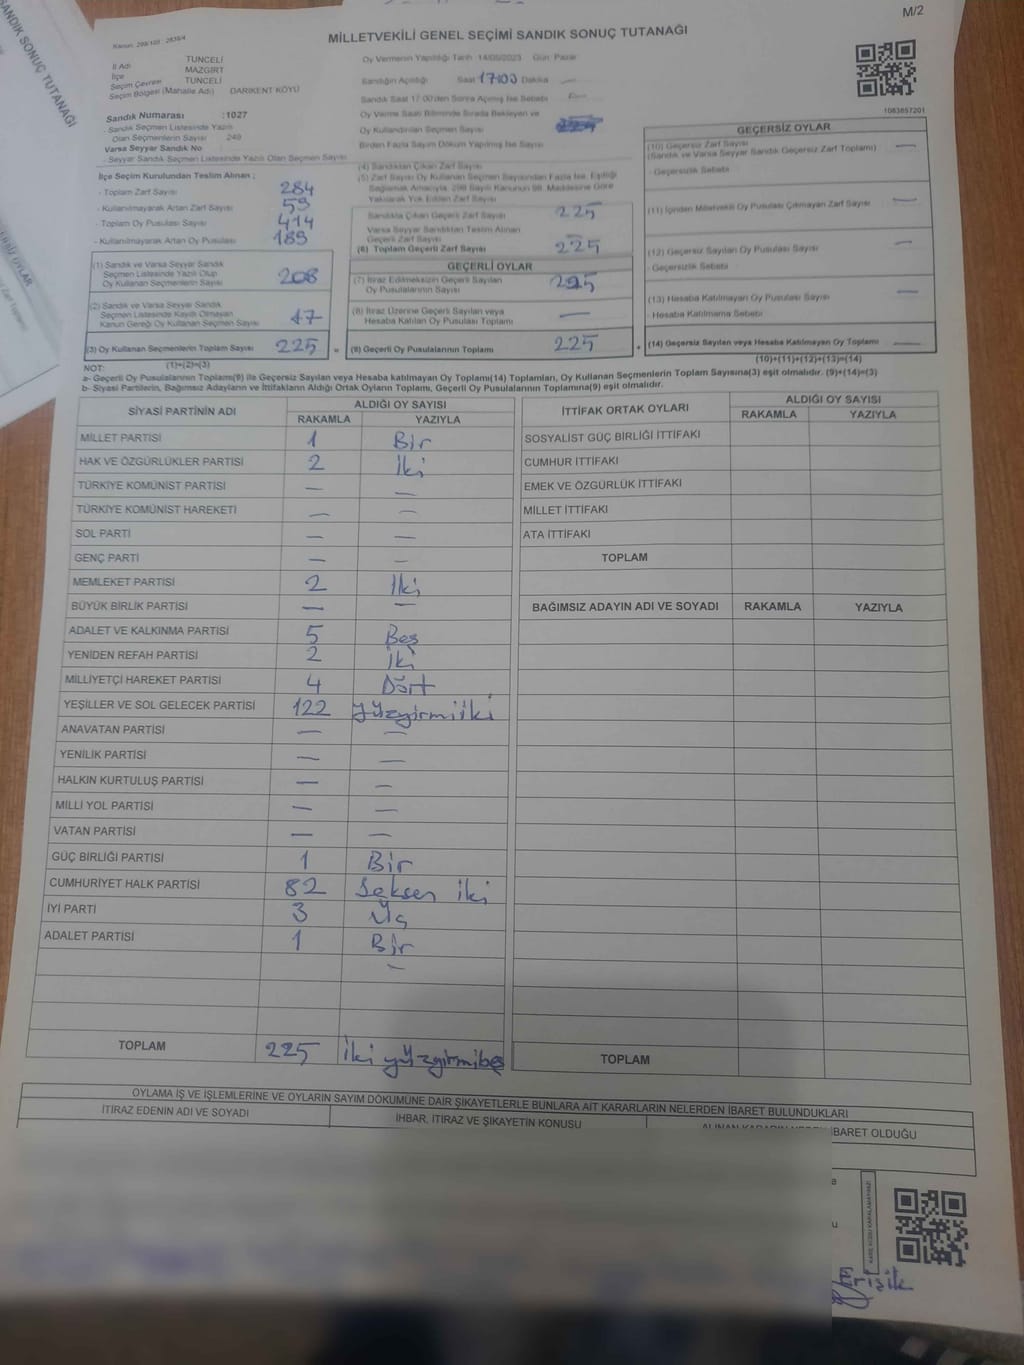 SANDIK SONUÇ TUTANAĞI
M/2
MİLLETVEKİLİ GENEL SEÇİMİ SANDIK SONUÇ TUTANAĞI
İl Adı TUNCELİ
İlçe MAZGİRT
Seçim Çevresi TUNCELİ
Seçim Bölgesi (Mahalle Adı) DARIKENT KÖYÜ
Sandık Numarası :1027
- Sandık Seçmen Listesinde Yazılı
Olan Seçmenlerin Sayısı 249
Varsa Seyyar Sandık No
- Seyyar Sandık Seçmen Listesinde Yazılı Olan Seçmen Sayısı
Oy Vermenin Yapıldığı Tarih 14/05/2023 Gün: Pazar
Sandığın Açıldığı Saat 17:00 Dakika —
Sandık Saat 17:00'den Sonra Açılmış İse Sebebi —
Oy Verme Saati Bitiminde Sırada Bekleyen ve
Oy Kullandırılan Seçmen Sayısı
Birden Fazla Sayım Döküm Yapılmış İse Sayısı
1083857201
İlçe Seçim Kurulundan Teslim Alınan ;
- Toplam Zarf Sayısı 284
- Kullanılmayarak Artan Zarf Sayısı 59
- Toplam Oy Pusulası Sayısı 414
- Kullanılmayarak Artan Oy Pusulası 189
(1) Sandık ve Varsa Seyyar Sandık
Seçmen Listesinde Yazılı Olup
Oy Kullanan Seçmenlerin Sayısı 208
(2) Sandık ve Varsa Seyyar Sandık
Seçmen Listesinde Kayıtlı Olmayan
Kanun Gereği Oy Kullanan Seçmen Sayısı 17
(3) Oy Kullanan Seçmenlerin Toplam Sayısı 225
(4) Sandıktan Çıkan Zarf Sayısı
(5) Zarf Sayısı Oy Kullanan Seçmen Sayısından Fazla İse, Eşitliği
Sağlamak Amacıyla, 298 Sayılı Kanunun 98. Maddesine Göre
Yakılarak Yok Edilen Zarf Sayısı
Sandıkta Çıkan Geçerli Zarf Sayısı 225
Varsa Seyyar Sandıktan Teslim Alınan
Geçerli Zarf Sayısı
(6) Toplam Geçerli Zarf Sayısı 225
GEÇERLİ OYLAR
(7) İtiraz Edilmeksizin Geçerli Sayılan
Oy Pusulalarının Sayısı 225
(8) İtiraz Üzerine Geçerli Sayılan veya
Hesaba Katılan Oy Pusulası Toplamı —
(9) Geçerli Oy Pusulalarının Toplamı 225
GEÇERSİZ OYLAR
(10) Geçersiz Zarf Sayısı —
(Sandık ve Varsa Seyyar Sandık Geçersiz Zarf Toplamı)
- Geçersizlik Sebebi
(11) İçinden Milletvekili Oy Pusulası Çıkmayan Zarf Sayısı —
(12) Geçersiz Sayılan Oy Pusulası Sayısı —
- Geçersizlik Sebebi
(13) Hesaba Katılmayan Oy Pusulası Sayısı —
- Hesaba Katılmama Sebebi
(14) Geçersiz Sayılan veya Hesaba Katılmayan Oy Toplamı —
NOT: (1)+(2)=(3)
(10)+(11)+(12)+(13)=(14)
a- Geçerli Oy Pusulalarının Toplamı(9) ile Geçersiz Sayılan veya Hesaba katılmayan Oy Toplamı(14) Toplamları, Oy Kullanan Seçmenlerin Toplam Sayısına(3) eşit olmalıdır. (9)+(14)=(3)
b- Siyasi Partilerin, Bağımsız Adayların ve İttifakların Aldığı Ortak Oyların Toplamı, Geçerli Oy Pusulalarının Toplamına(9) eşit olmalıdır.
SİYASİ PARTİNİN ADI ALDIĞI OY SAYISI
RAKAMLA YAZIYLA
MİLLET PARTİSİ 1 Bir
HAK VE ÖZGÜRLÜKLER PARTİSİ 2 İki
TÜRKİYE KOMÜNİST PARTİSİ — —
TÜRKİYE KOMÜNİST HAREKETİ — —
SOL PARTİ — —
GENÇ PARTİ — —
MEMLEKET PARTİSİ 2 İki
BÜYÜK BİRLİK PARTİSİ — —
ADALET VE KALKINMA PARTİSİ 5 Beş
YENİDEN REFAH PARTİSİ 2 İki
MİLLİYETÇİ HAREKET PARTİSİ 4 Dört
YEŞİLLER VE SOL GELECEK PARTİSİ 122 yüzyirmiiki
ANAVATAN PARTİSİ — —
YENİLİK PARTİSİ — —
HALKIN KURTULUŞ PARTİSİ — —
MİLLİ YOL PARTİSİ — —
VATAN PARTİSİ — —
GÜÇ BİRLİĞİ PARTİSİ 1 Bir
CUMHURİYET HALK PARTİSİ 82 Seksen iki
İYİ PARTİ 3 Üç
ADALET PARTİSİ 1 Bir
—
TOPLAM 225 İki yüzyirmibeş
İTTİFAK ORTAK OYLARI ALDIĞI OY SAYISI
RAKAMLA YAZIYLA
SOSYALİST GÜÇ BİRLİĞİ İTTİFAKI
CUMHUR İTTİFAKI
EMEK VE ÖZGÜRLÜK İTTİFAKI
MİLLET İTTİFAKI
ATA İTTİFAKI
TOPLAM
BAĞIMSIZ ADAYIN ADI VE SOYADI RAKAMLA YAZIYLA
TOPLAM
OYLAMA İŞ VE İŞLEMLERİNE VE OYLARIN SAYIM DÖKÜMÜNE DAİR ŞİKAYETLERLE BUNLARA AİT KARARLARIN NELERDEN İBARET BULUNDUKLARI
İTİRAZ EDENİN ADI VE SOYADI İHBAR, İTİRAZ VE ŞİKAYETİN KONUSU İBARET OLDUĞU